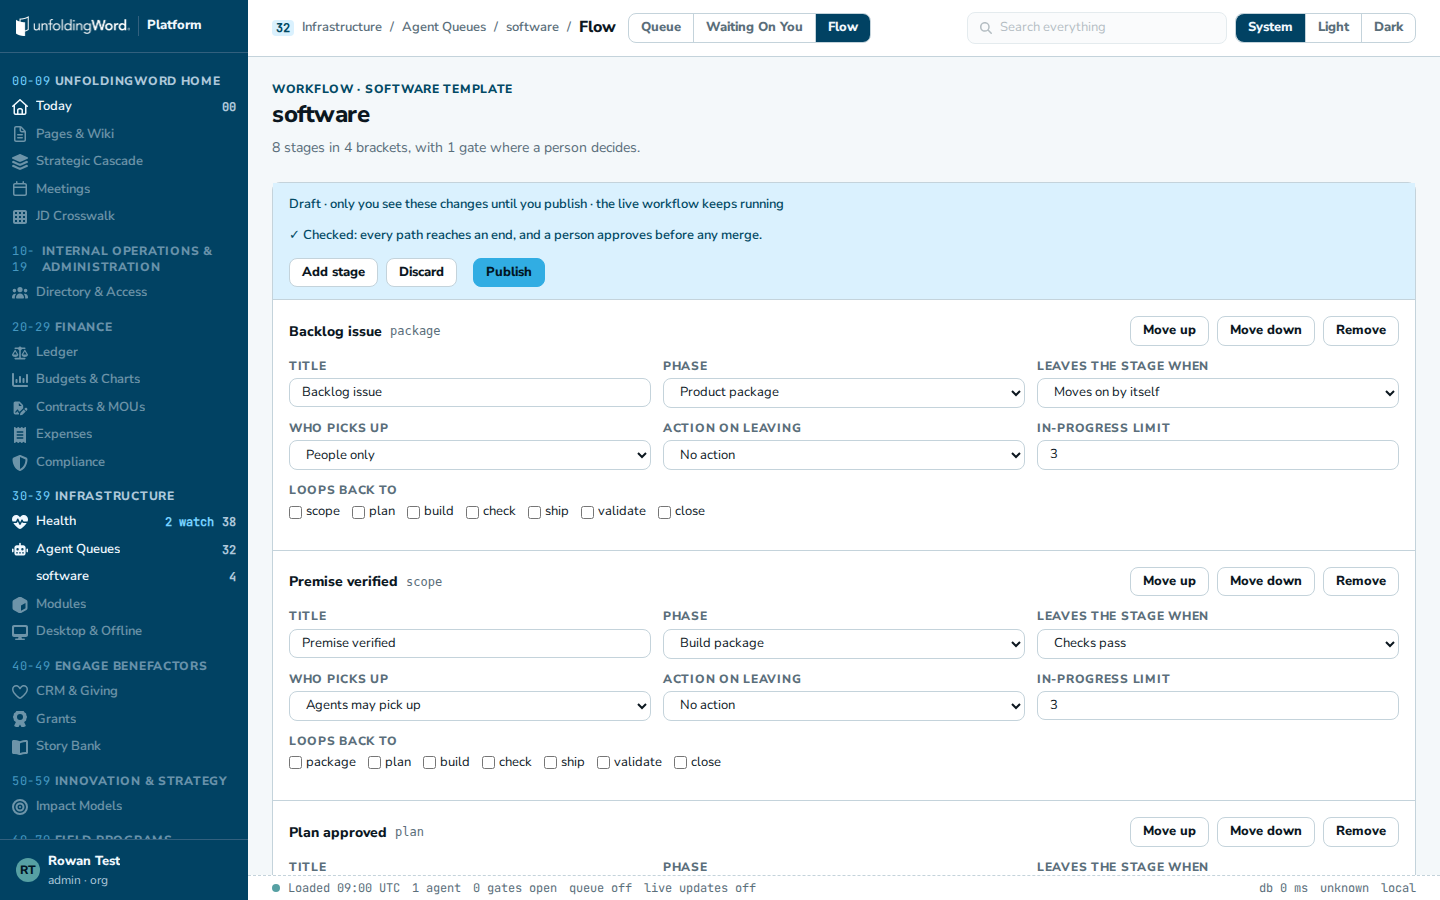 unfoldingWord Platform
00-09 UNFOLDINGWORD HOME
Today 00
Pages & Wiki
Strategic Cascade
Meetings
JD Crosswalk
10-19 INTERNAL OPERATIONS & ADMINISTRATION
Directory & Access
20-29 FINANCE
Ledger
Budgets & Charts
Contracts & MOUs
Expenses
Compliance
30-39 INFRASTRUCTURE
Health 2 watch 38
Agent Queues 32
software 4
Modules
Desktop & Offline
40-49 ENGAGE BENEFACTORS
CRM & Giving
Grants
Story Bank
50-59 INNOVATION & STRATEGY
Impact Models
60-70 FIELD PROGRAMS
RT Rowan Test
admin · org
32 Infrastructure / Agent Queues / software / Flow
Queue Waiting On You Flow
Search everything
System Light Dark
WORKFLOW · SOFTWARE TEMPLATE
software
8 stages in 4 brackets, with 1 gate where a person decides.
Draft · only you see these changes until you publish · the live workflow keeps running
✓ Checked: every path reaches an end, and a person approves before any merge.
Add stage Discard Publish
Backlog issue package Move up Move down Remove
TITLE PHASE LEAVES THE STAGE WHEN
Backlog issue Product package Moves on by itself
WHO PICKS UP ACTION ON LEAVING IN-PROGRESS LIMIT
People only No action 3
LOOPS BACK TO
scope plan build check ship validate close
Premise verified scope Move up Move down Remove
TITLE PHASE LEAVES THE STAGE WHEN
Premise verified Build package Checks pass
WHO PICKS UP ACTION ON LEAVING IN-PROGRESS LIMIT
Agents may pick up No action 3
LOOPS BACK TO
package plan build check ship validate close
Plan approved plan Move up Move down Remove
TITLE PHASE LEAVES THE STAGE WHEN
Loaded 09:00 UTC 1 agent 0 gates open queue off live updates off
db 0 ms unknown local